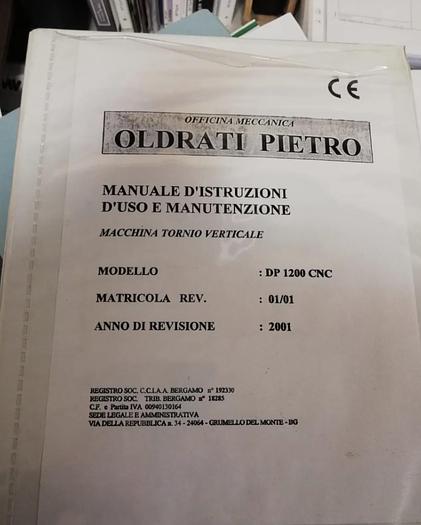 CE
OFFICINA MECCANICA
OLDRATI PIETRO
MANUALE D'ISTRUZIONI
D'USO E MANUTENZIONE
MACCHINA TORNIO VERTICALE
MODELLO : DP 1200 CNC
MATRICOLA REV. : 01/01
ANNO DI REVISIONE : 2001
REGISTRO SOC. C.C.I.A.A. BERGAMO n° 192330
REGISTRO SOC. TRIB. BERGAMO n° 18285
C.F. e Partita IVA 00940130164
SEDE LEGALE E AMMINISTRATIVA
VIA DELLA REPUBBLICA n. 34 - 24064 - GRUMELLO DEL MONTE - BG